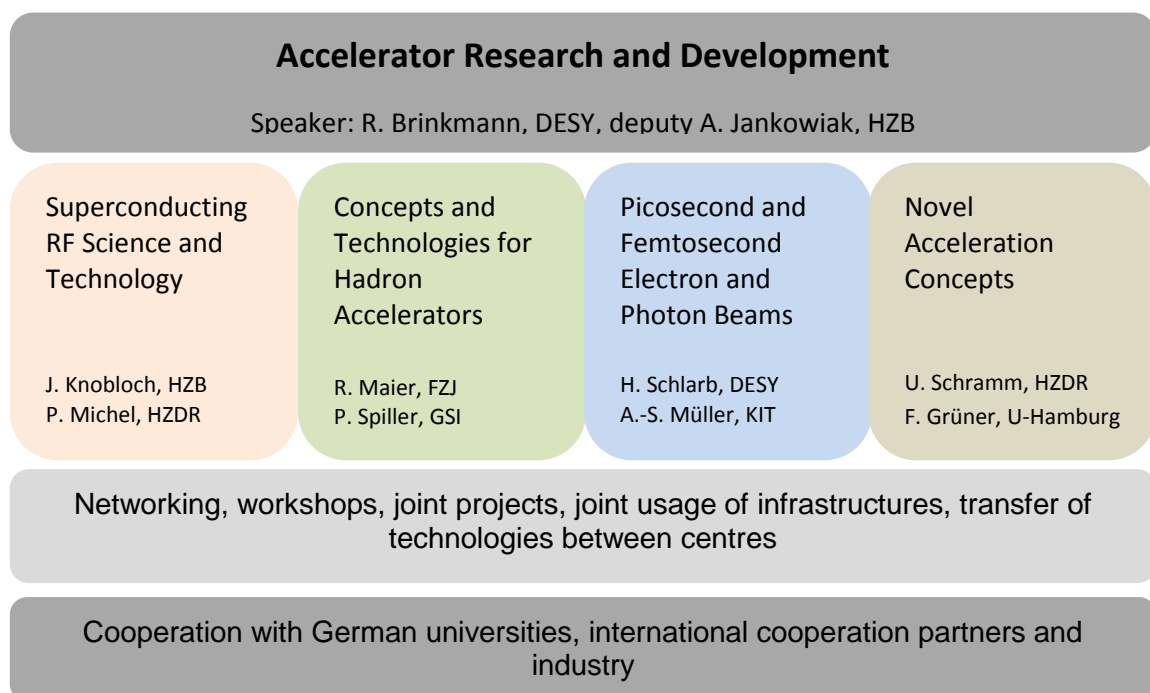 Accelerator Research and Development
Speaker: R. Brinkmann, DESY, deputy A. Jankowiak, HZB
Superconducting
RF Science and
Technology
J. Knobloch, HZB
P. Michel, HZDR
Concepts and
Technologies for
Hadron
Accelerators
R. Maier, FZJ
P. Spiller, GSI
Picosecond and
Femtosecond
Electron and
Photon Beams
H. Schlarb, DESY
A.-S. Müller, KIT
Novel
Acceleration
Concepts
U. Schramm, HZDR
F. Grüner, U-Hamburg
Networking, workshops, joint projects, joint usage of infrastructures, transfer of
technologies between centres
Cooperation with German universities, international cooperation partners and
industry